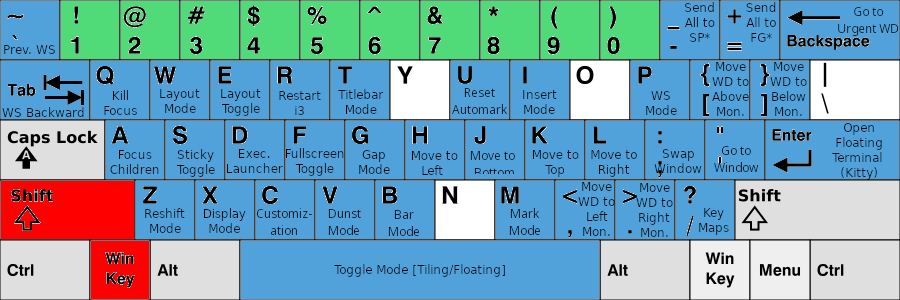 ~ ` Prev. WS
! 1
@ 2
# 3
$ 4
% 5
^ 6
& 7
* 8
( 9
) 0
_ - Send All to SP*
+ = Send All to FG*
Backspace Go to Urgent WD
Tab WS Backward
Q Kill Focus
W Layout Mode
E Layout Toggle
R Restart i3
T Titlebar Mode
Y
U Reset Automark
I Insert Mode
O
P WS Mode
{ [ Move WD to Above Mon.
} ] Move WD to Below Mon.
| \
Caps Lock A
A Focus Children
S Sticky Toggle
D Exec. Launcher
F Fullscreen Toggle
G Gap Mode
H Move to Left
J Move to Bottom
K Move to Top
L Move to Right
: ; Swap Window
" ' Go to Window
Enter Open Floating Terminal (Kitty)
Shift
Z Reshift Mode
X Display Mode
C Customiz-ation
V Dunst Mode
B Bar Mode
N
M Mark Mode
< , Move WD to Left Mon.
> . Move WD to Right Mon.
? / Key Maps
Shift
Ctrl
Win Key
Alt
Toggle Mode [Tiling/Floating]
Alt
Win Key
Menu
Ctrl